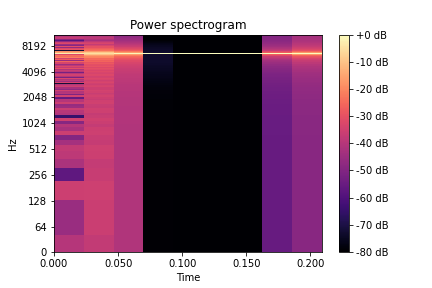 Power spectrogram
8192
4096
2048
1024
512
256
128
64
0
Hz
0.000 0.050 0.100 0.150 0.200
Time
+0 dB
-10 dB
-20 dB
-30 dB
-40 dB
-50 dB
-60 dB
-70 dB
-80 dB